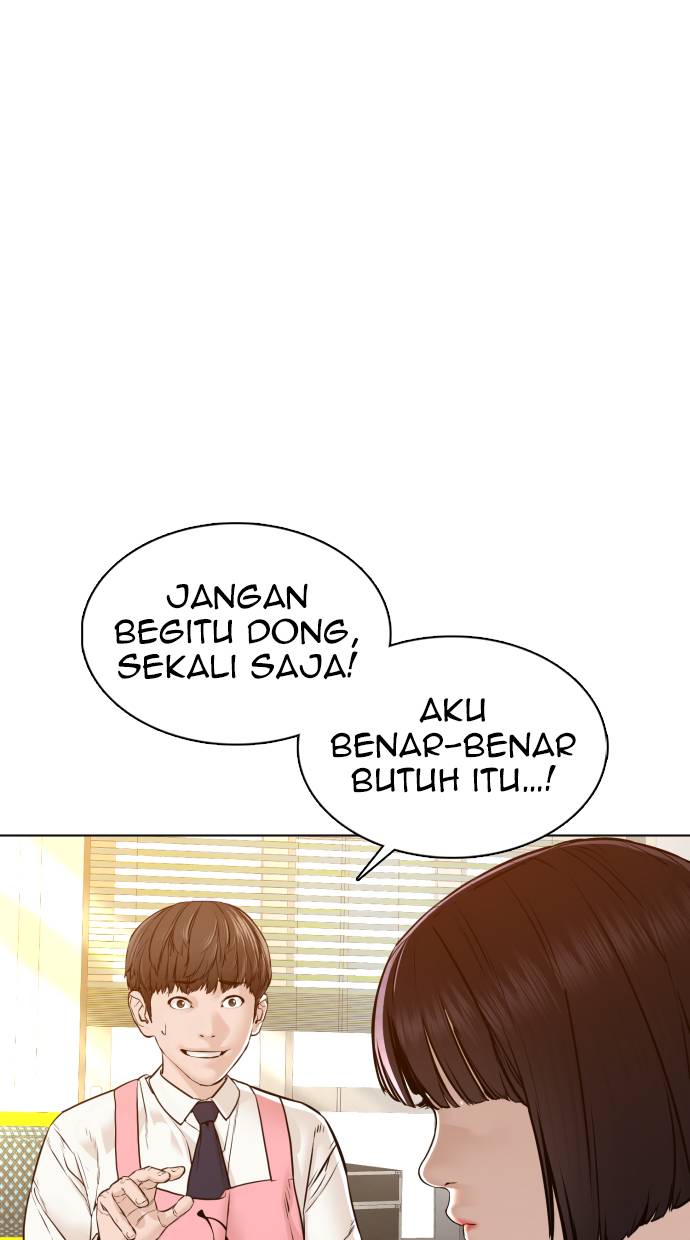 JANGAN
BEGITU DONG,
SEKALI SAJA!
AKU
BENAR-BENAR
BUTUH ITU...!